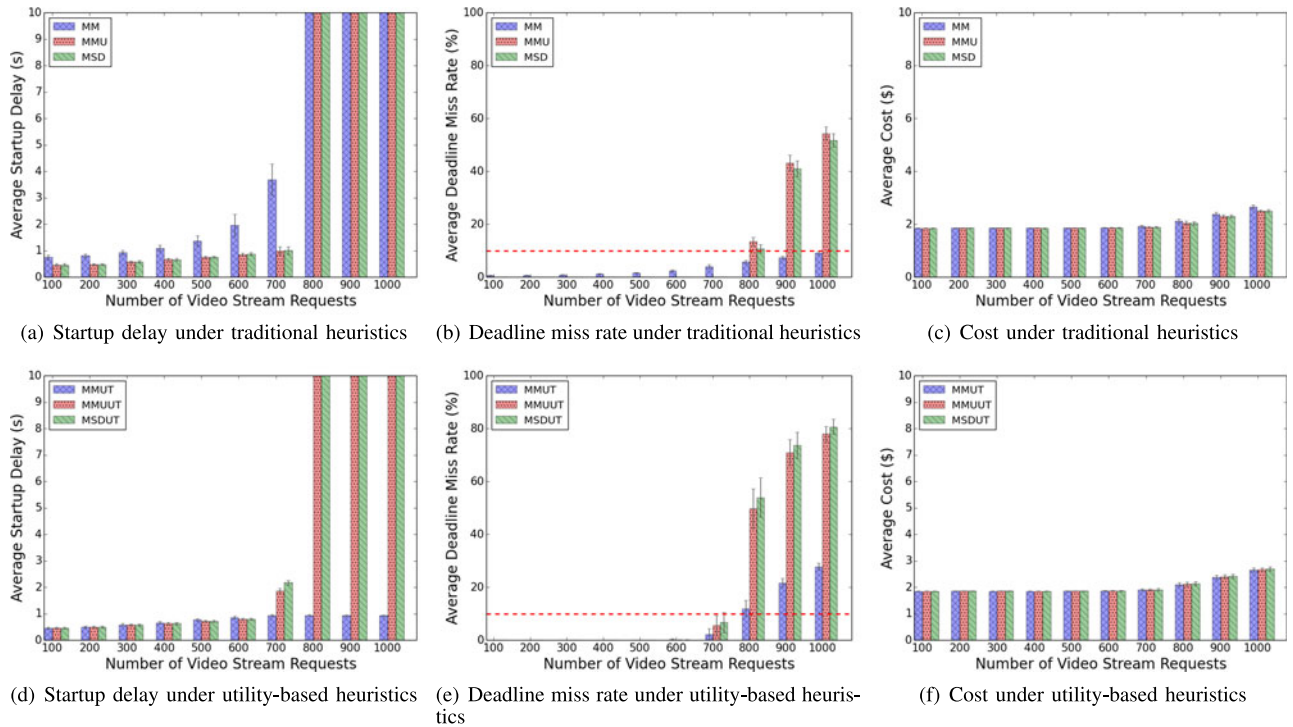 Average Startup Delay (s)
10
9
8
7
6
5
4
3
2
1
0
MM
MMU
MSD
100 200 300 400 500 600 700 800 900 1000
Number of Video Stream Requests
(a) Startup delay under traditional heuristics
Average Deadline Miss Rate (%)
100
80
60
40
20
0
MM
MMU
MSD
100 200 300 400 500 600 700 800 900 1000
Number of Video Stream Requests
(b) Deadline miss rate under traditional heuristics
Average Cost ($)
10
8
6
4
2
0
MM
MMU
MSD
100 200 300 400 500 600 700 800 900 1000
Number of Video Stream Requests
(c) Cost under traditional heuristics
Average Startup Delay (s)
10
9
8
7
6
5
4
3
2
1
0
MMUT
MMUUT
MSDUT
100 200 300 400 500 600 700 800 900 1000
Number of Video Stream Requests
(d) Startup delay under utility-based heuristics
Average Deadline Miss Rate (%)
100
80
60
40
20
0
MMUT
MMUUT
MSDUT
100 200 300 400 500 600 700 800 900 1000
Number of Video Stream Requests
(e) Deadline miss rate under utility-based heuris-
tics
Average Cost ($)
10
9
8
7
6
5
4
3
2
1
0
MMUT
MMUUT
MSDUT
100 200 300 400 500 600 700 800 900 1000
Number of Video Stream Requests
(f) Cost under utility-based heuristics